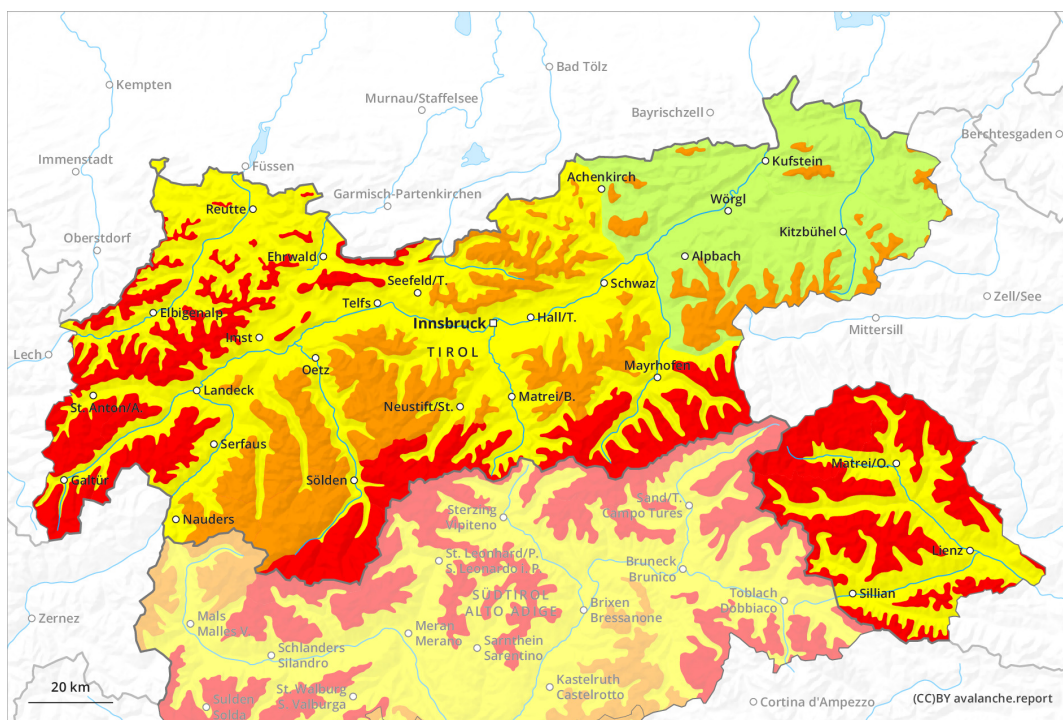 Kempten
Bad Tölz
Murnau/Staffelsee
Bayrischzell
Berchtesgaden
Immenstadt
Füssen
Kufstein
Achenkirch
Garmisch-Partenkirchen
Wörgl
Reutte
Oberstdorf
Kitzbühel
Ehrwald
Alpbach
Seefeld/T.
Schwaz
Zell/See
Telfs
Elbigenalp
Innsbruck
Hall/T.
Mittersill
Imst
Lech
TIROL
Oetz
Mayrhofen
Landeck
Matrei/B.
St. Anton/A.
Neustift/St.
Serfaus
Matrei/O.
Galtür
Sölden
Sand/T.
Campo Tures
Sterzing
Vipiteno
Nauders
Lienz
St. Leonhard/P.
S. Leonardo i. P.
Bruneck
Brunico
SÜDTIROL
ALTO ADIGE
Toblach
Dobbiaco
Sillian
Brixen
Bressanone
Mals
Malles V.
Zernez
Meran
Merano
Sarnthein
Sarentino
Schlanders
Silandro
Kastelruth
Castelrotto
20 km
St. Walburg
S. Valburga
Sulden
Solda
Cortina d'Ampezzo
(CC)BY avalanche.report